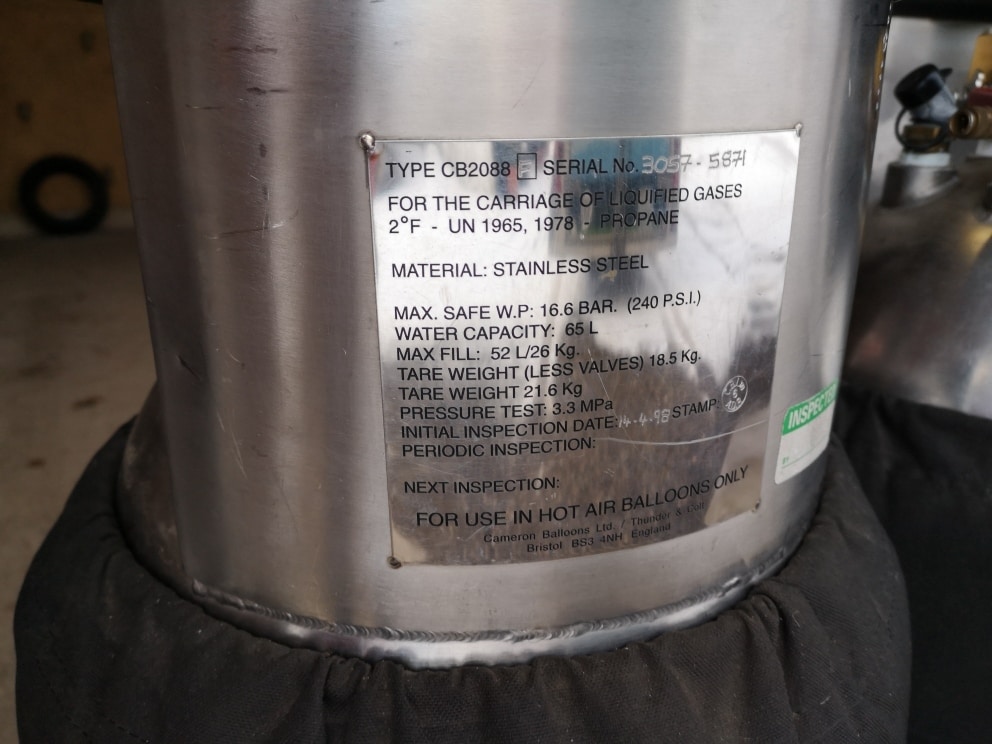 TYPE CB2088 SERIAL No. 3057-5871
FOR THE CARRIAGE OF LIQUIFIED GASES
2°F - UN 1965, 1978 - PROPANE
MATERIAL: STAINLESS STEEL
MAX. SAFE W.P: 16.6 BAR. (240 P.S.I.)
WATER CAPACITY: 65 L
MAX FILL: 52 L/26 Kg.
TARE WEIGHT (LESS VALVES) 18.5 Kg.
TARE WEIGHT 21.6 Kg
PRESSURE TEST: 3.3 MPa
INITIAL INSPECTION DATE: 14-4-98 STAMP
PERIODIC INSPECTION:
NEXT INSPECTION:
FOR USE IN HOT AIR BALLOONS ONLY
Cameron Balloons Ltd. / Thunder & Colt
Bristol BS3 4NH England
INSPECTED